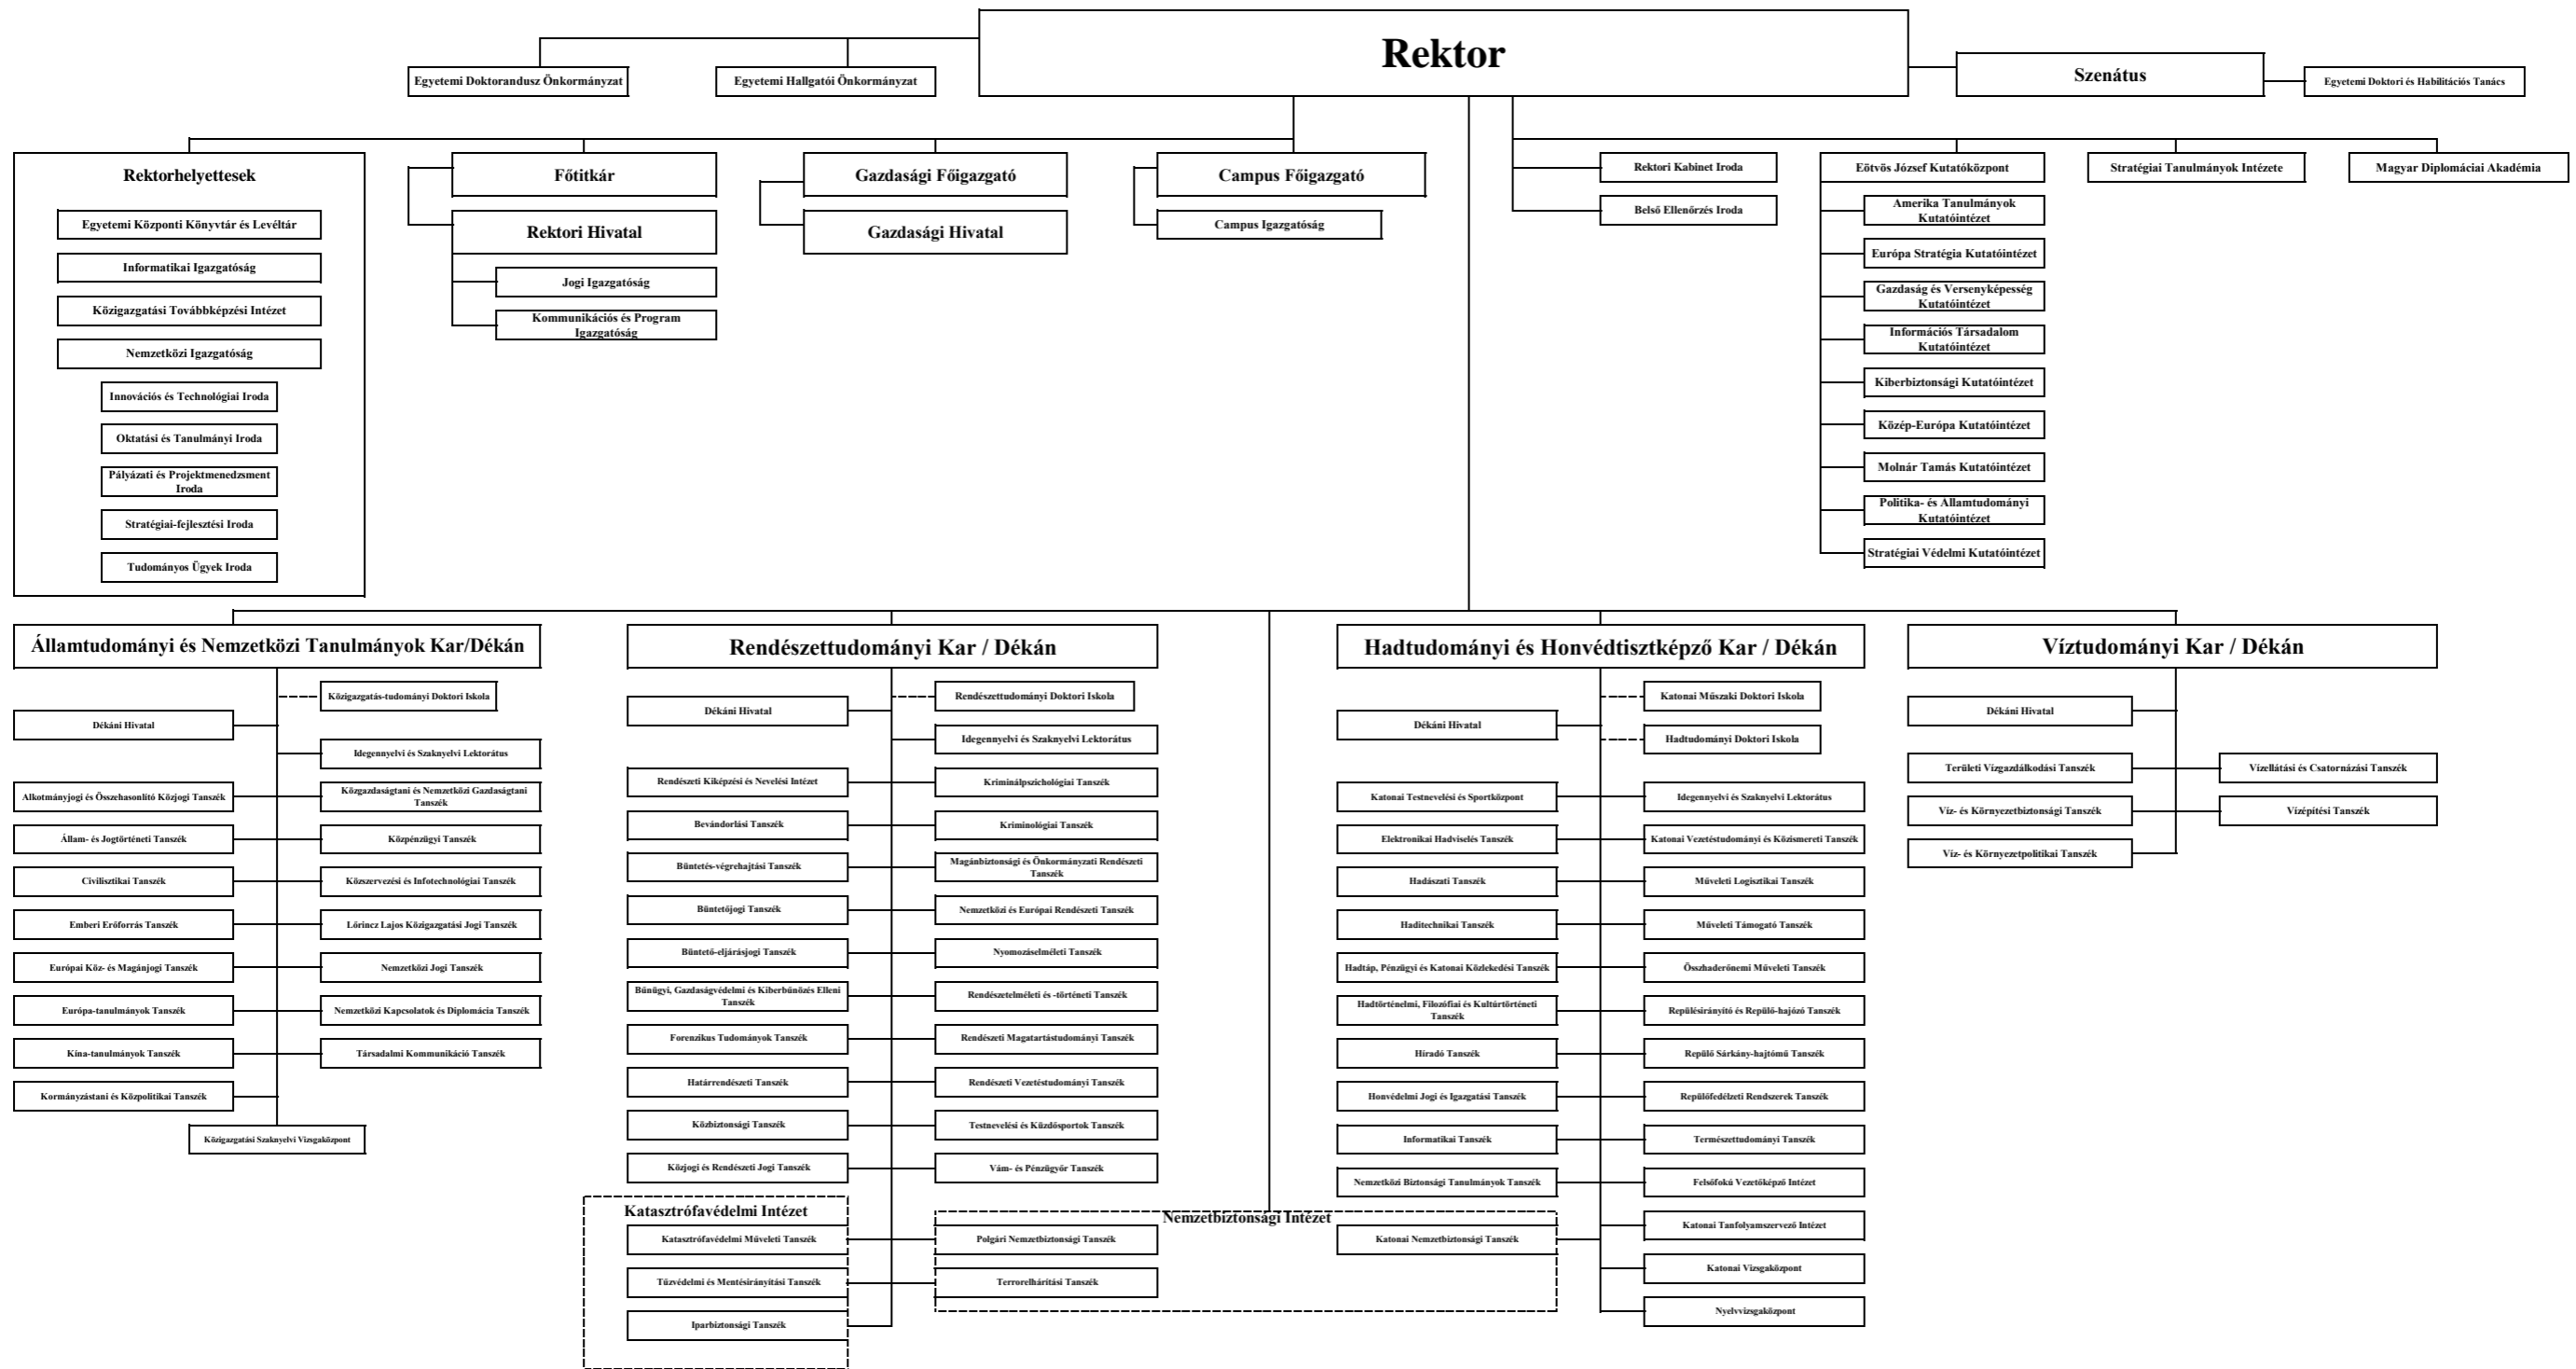 Rektor
Egyetemi Doktorandusz Önkormányzat
Egyetemi Hallgatói Önkormányzat
Szenátus
Egyetemi Doktori és Habilitációs Tanács
Rektorhelyettesek
Egyetemi Központi Könyvtár és Levéltár
Informatikai Igazgatóság
Közigazgatási Továbbképzési Intézet
Nemzetközi Igazgatóság
Innovációs és Technológiai Iroda
Oktatási és Tanulmányi Iroda
Pályázati és Projektmenedzsment
Iroda
Stratégiai-fejlesztési Iroda
Tudományos Ügyek Iroda
Főtitkár
Rektori Hivatal
Jogi Igazgatóság
Kommunikációs és Program
Igazgatóság
Gazdasági Főigazgató
Gazdasági Hivatal
Campus Főigazgató
Campus Igazgatóság
Rektori Kabinet Iroda
Belső Ellenőrzés Iroda
Eötvös József Kutatóközpont
Amerika Tanulmányok
Kutatóintézet
Európa Stratégia Kutatóintézet
Gazdaság és Versenyképesség
Kutatóintézet
Információs Társadalom
Kutatóintézet
Kiberbiztonsági Kutatóintézet
Közép-Európa Kutatóintézet
Molnár Tamás Kutatóintézet
Politika- és Államtudományi
Kutatóintézet
Stratégiai Védelmi Kutatóintézet
Stratégiai Tanulmányok Intézete
Magyar Diplomáciai Akadémia
Államtudományi és Nemzetközi Tanulmányok Kar/Dékán
Közigazgatás-tudományi Doktori Iskola
Dékáni Hivatal
Idegennyelvi és Szaknyelvi Lektorátus
Alkotmányjogi és Összehasonlító Közjogi Tanszék
Közgazdaságtani és Nemzetközi Gazdaságtani
Tanszék
Állam- és Jogtörténeti Tanszék
Közpénzügyi Tanszék
Civilisztikai Tanszék
Közszervezési és Infotechnológiai Tanszék
Emberi Erőforrás Tanszék
Lőrincz Lajos Közigazgatási Jogi Tanszék
Európai Köz- és Magánjogi Tanszék
Nemzetközi Jogi Tanszék
Európa-tanulmányok Tanszék
Nemzetközi Kapcsolatok és Diplomácia Tanszék
Kína-tanulmányok Tanszék
Társadalmi Kommunikáció Tanszék
Kormányzástani és Közpolitikai Tanszék
Közigazgatási Szaknyelvi Vizsgaközpont
Rendészettudományi Kar / Dékán
Rendészettudományi Doktori Iskola
Dékáni Hivatal
Idegennyelvi és Szaknyelvi Lektorátus
Rendészeti Kiképzési és Nevelési Intézet
Kriminálpszichológiai Tanszék
Bevándorlási Tanszék
Kriminológiai Tanszék
Büntetés-végrehajtási Tanszék
Magánbiztonsági és Önkormányzati Rendészeti
Tanszék
Büntetőjogi Tanszék
Nemzetközi és Európai Rendészeti Tanszék
Büntető-eljárásjogi Tanszék
Nyomozáselméleti Tanszék
Bűnügyi, Gazdaságvédelmi és Kiberbűnözés Elleni
Tanszék
Rendészetelméleti és -történeti Tanszék
Forenzikus Tudományok Tanszék
Rendészeti Magatartástudományi Tanszék
Határrendészeti Tanszék
Rendészeti Vezetéstudományi Tanszék
Közbiztonsági Tanszék
Testnevelési és Küzdősportok Tanszék
Közjogi és Rendészeti Jogi Tanszék
Vám- és Pénzügyőr Tanszék
Katasztrófavédelmi Intézet
Katasztrófavédelmi Műveleti Tanszék
Tűzvédelmi és Mentésirányítási Tanszék
Iparbiztonsági Tanszék
Nemzetbiztonsági Intézet
Polgári Nemzetbiztonsági Tanszék
Terrorelhárítási Tanszék
Katonai Nemzetbiztonsági Tanszék
Hadtudományi és Honvédtisztképző Kar / Dékán
Katonai Műszaki Doktori Iskola
Dékáni Hivatal
Hadtudományi Doktori Iskola
Katonai Testnevelési és Sportközpont
Idegennyelvi és Szaknyelvi Lektorátus
Elektronikai Hadviselés Tanszék
Katonai Vezetéstudományi és Közismereti Tanszék
Hadászati Tanszék
Műveleti Logisztikai Tanszék
Haditechnikai Tanszék
Műveleti Támogató Tanszék
Hadtáp, Pénzügyi és Katonai Közlekedési Tanszék
Összhaderőnemi Műveleti Tanszék
Hadtörténelmi, Filozófiai és Kultúrtörténeti
Tanszék
Repülésirányító és Repülő-hajózó Tanszék
Híradó Tanszék
Repülő Sárkány-hajtómű Tanszék
Honvédelmi Jogi és Igazgatási Tanszék
Repülőfedélzeti Rendszerek Tanszék
Informatikai Tanszék
Természettudományi Tanszék
Nemzetközi Biztonsági Tanulmányok Tanszék
Felsőfokú Vezetőképző Intézet
Katonai Tanfolyamszervező Intézet
Katonai Vizsgaközpont
Nyelvvizsgaközpont
Víztudományi Kar / Dékán
Dékáni Hivatal
Területi Vízgazdálkodási Tanszék
Vízellátási és Csatornázási Tanszék
Víz- és Környezetbiztonsági Tanszék
Vízépítési Tanszék
Víz- és Környezetpolitikai Tanszék